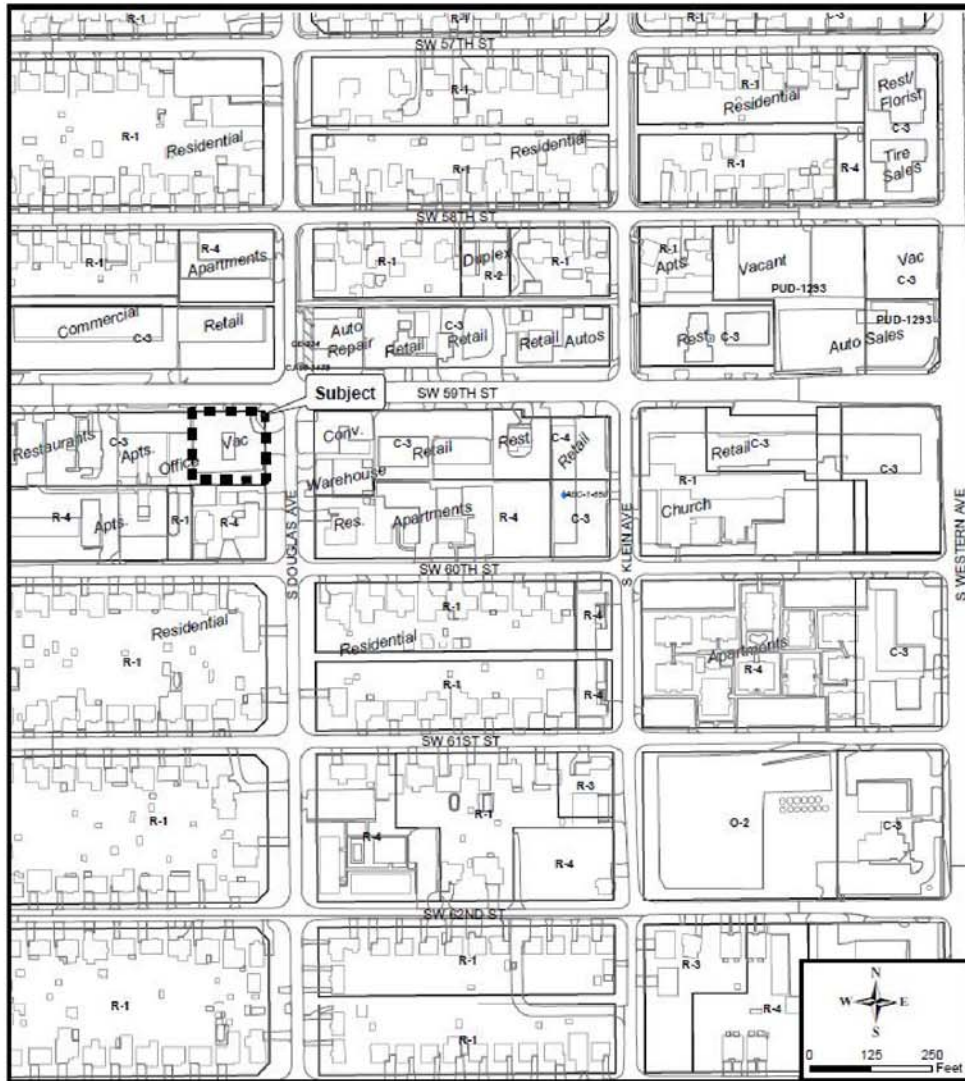 R-1
R-1
R-1
C-3
SW 57TH ST
R-1
Residential
R-1
R-1
Residential
R-1
Residential
Rest/
Florist
C-3
R-1
R-4
Tire
Sales
SW 58TH ST
R-1
R-4
Apartments
R-1
Duplex
R-2
R-1
R-1
Apts.
Vacant
PUD-1293
Vac
C-3
Commercial
C-3
Retail
Auto
Repair
Retail
C-3
Retail
Retail
Autos
Rest.
C-3
Auto Sales
PUD-1293
Subject
SW 59TH ST
Restaurants
C-3
Apts.
Office
Vac
Conv.
C-3
Retail
Rest.
C-4
Retail
Retail
C-3
C-3
Warehouse
R-1
R-4
Apts.
R-1
R-4
Res.
Apartments
R-4
C-3
Church
S DOUGLAS AVE
S KLEIN AVE
S WESTERN AVE
SW 60TH ST
Residential
R-1
R-1
Residential
R-4
R-1
R-4
Apartments
R-4
C-3
SW 61ST ST
R-1
R-4
R-1
R-3
R-4
O-2
C-3
SW 62ND ST
R-1
R-1
R-1
R-3
R-4
N
W E
S
0 125 250
Feet